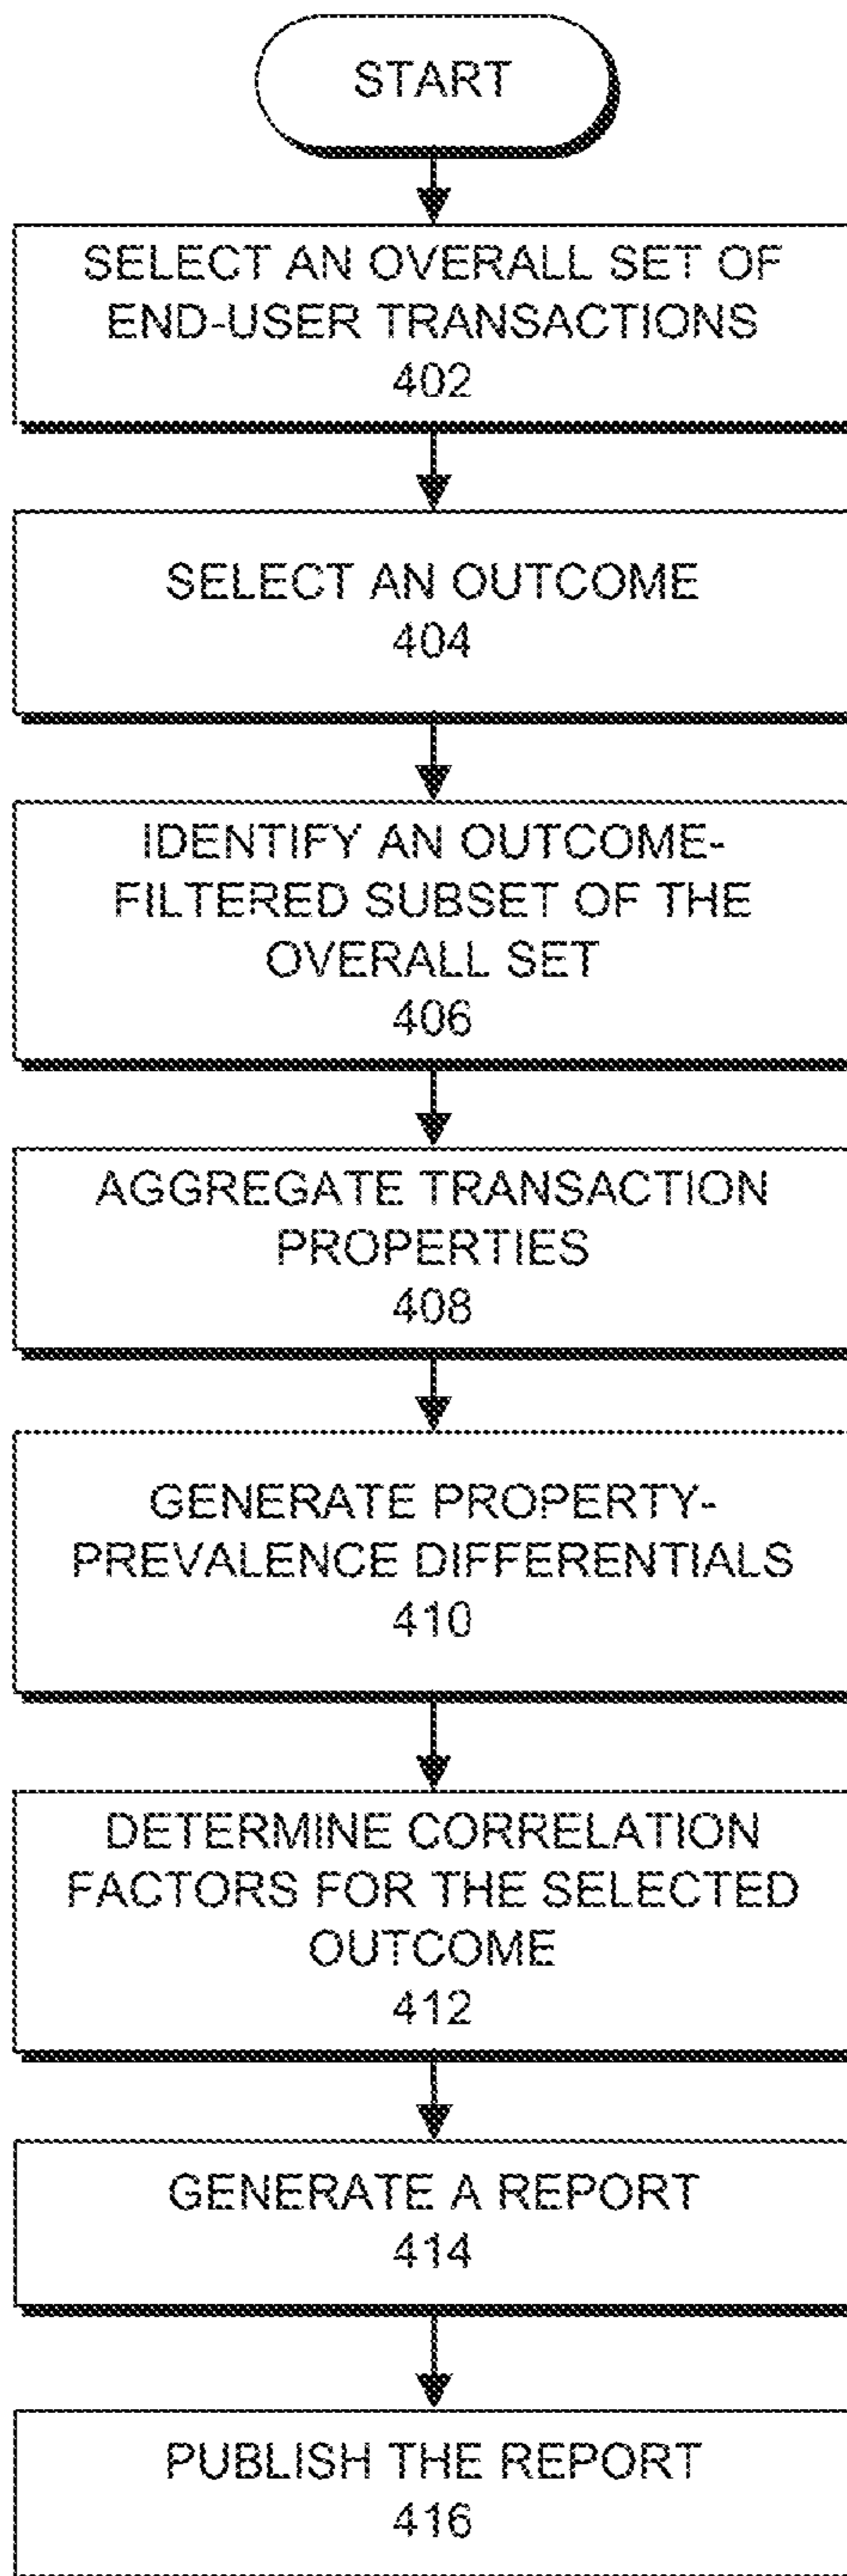 START
SELECT AN OVERALL SET OF
END-USER TRANSACTIONS
402
SELECT AN OUTCOME
404
IDENTIFY AN OUTCOME-
FILTERED SUBSET OF THE
OVERALL SET
406
AGGREGATE TRANSACTION
PROPERTIES
408
GENERATE PROPERTY-
PREVALENCE DIFFERENTIALS
410
DETERMINE CORRELATION
FACTORS FOR THE SELECTED
OUTCOME
412
GENERATE A REPORT
414
PUBLISH THE REPORT
416